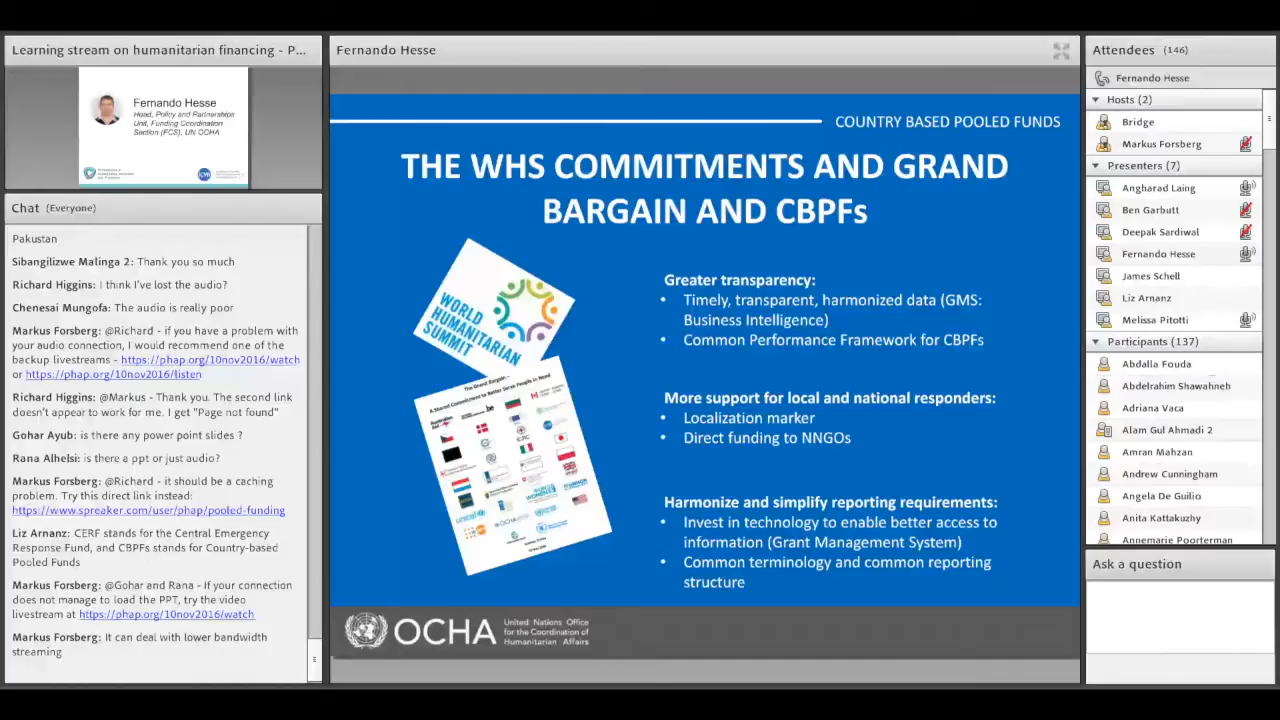 Learning stream on humanitarian financing - P...
Fernando Hesse
Head, Policy and Partnerships
Unit, Funding Coordination
Section (FCS), UN OCHA
Chat (Everyone)
Pakustan
Sibangilizwe Malinga 2: Thank you so much
Richard Higgins: I think I've lost the audio?
Chenesai Mungofa: The audio is really poor
Markus Forsberg: @Richard - if you have a problem with
your audio connection, I would recommend one of the
backup livestreams - https://phap.org/10nov2016/watch
or https://phap.org/10nov2016/listen
Richard Higgins: @Markus - Thank you. The second link
doesn't appear to work for me. I get "Page not found"
Gohar Ayub: is there any power point slides ?
Rana Alhelsi: is there a ppt or just audio?
Markus Forsberg: @Richard - it should be a caching
problem. Try this direct link instead:
https://www.spreaker.com/user/phap/pooled-funding
Liz Arnanz: CERF stands for the Central Emergency
Response Fund, and CBPFs stands for Country-based
Pooled Funds
Markus Forsberg: @Gohar and Rana - If your connection
does not manage to load the PPT, try the video
livestream at https://phap.org/10nov2016/watch
Markus Forsberg: It can deal with lower bandwidth
streaming
Fernando Hesse
COUNTRY BASED POOLED FUNDS
THE WHS COMMITMENTS AND GRAND
BARGAIN AND CBPFs
WORLD
HUMANITARIAN
SUMMIT
The Grand Bargain
A Shared Commitment to Better Serve People in Need
Greater transparency:
• Timely, transparent, harmonized data (GMS:
Business Intelligence)
• Common Performance Framework for CBPFs
More support for local and national responders:
• Localization marker
• Direct funding to NNGOs
Harmonize and simplify reporting requirements:
• Invest in technology to enable better access to
information (Grant Management System)
• Common terminology and common reporting
structure
OCHA
United Nations Office
for the Coordination of
Humanitarian Affairs
Attendees (146)
Fernando Hesse
Hosts (2)
Bridge
Markus Forsberg
Presenters (7)
Angharad Laing
Ben Garbutt
Deepak Sardiwal
Fernando Hesse
James Schell
Liz Arnanz
Melissa Pitotti
Participants (137)
Abdalla Fouda
Abdelrahim Shawahneh
Adriana Vaca
Alam Gul Ahmadi 2
Amran Mahzan
Andrew Cunningham
Angela De Guilio
Anita Kattakuzhy
Annemarie Poorterman
Ask a question